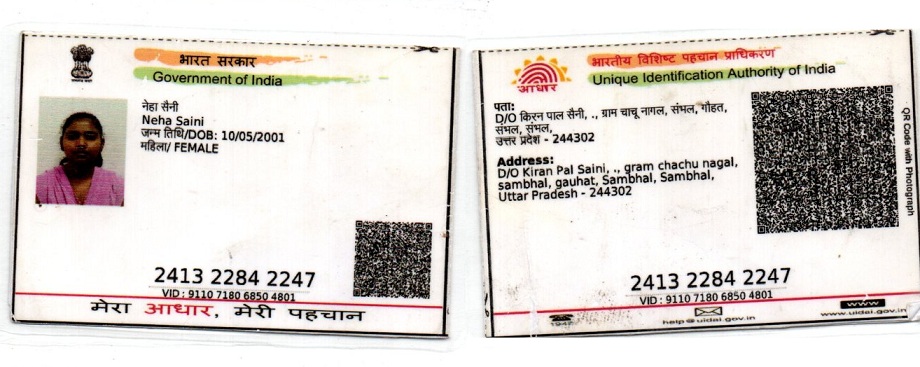 भारत सरकार
Government of India
नेहा सैनी
Neha Saini
जन्म तिथि/DOB: 10/05/2001
महिला/ FEMALE
2413 2284 2247
VID : 9110 7180 6850 4801
मेरा आधार, मेरी पहचान
भारतीय विशिष्ट पहचान प्राधिकरण
Unique Identification Authority of India
आधार
पता:
D/O किरन पाल सैनी, ., ग्राम चाचू नागल, संभल, गौहत,
संभल, संभल,
उत्तर प्रदेश - 244302
Address:
D/O Kiran Pal Saini, ., gram chachu nagal,
sambhal, gauhat, Sambhal, Sambhal,
Uttar Pradesh - 244302
QR Code with Photograph
2413 2284 2247
VID : 9110 7180 6850 4801
1947
help@uidai.gov.in
www
www.uidai.gov.in